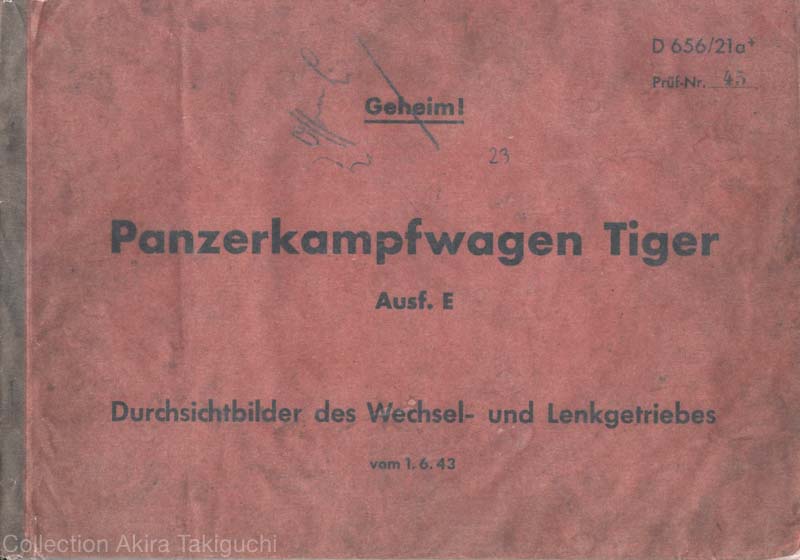 D 656/21a+
Prüf-Nr. 45
Geheim!
23
Panzerkampfwagen Tiger
Ausf. E
Durchsichtbilder des Wechsel- und Lenkgetriebes
vom 1. 6. 43
Collection Akira Takiguchi